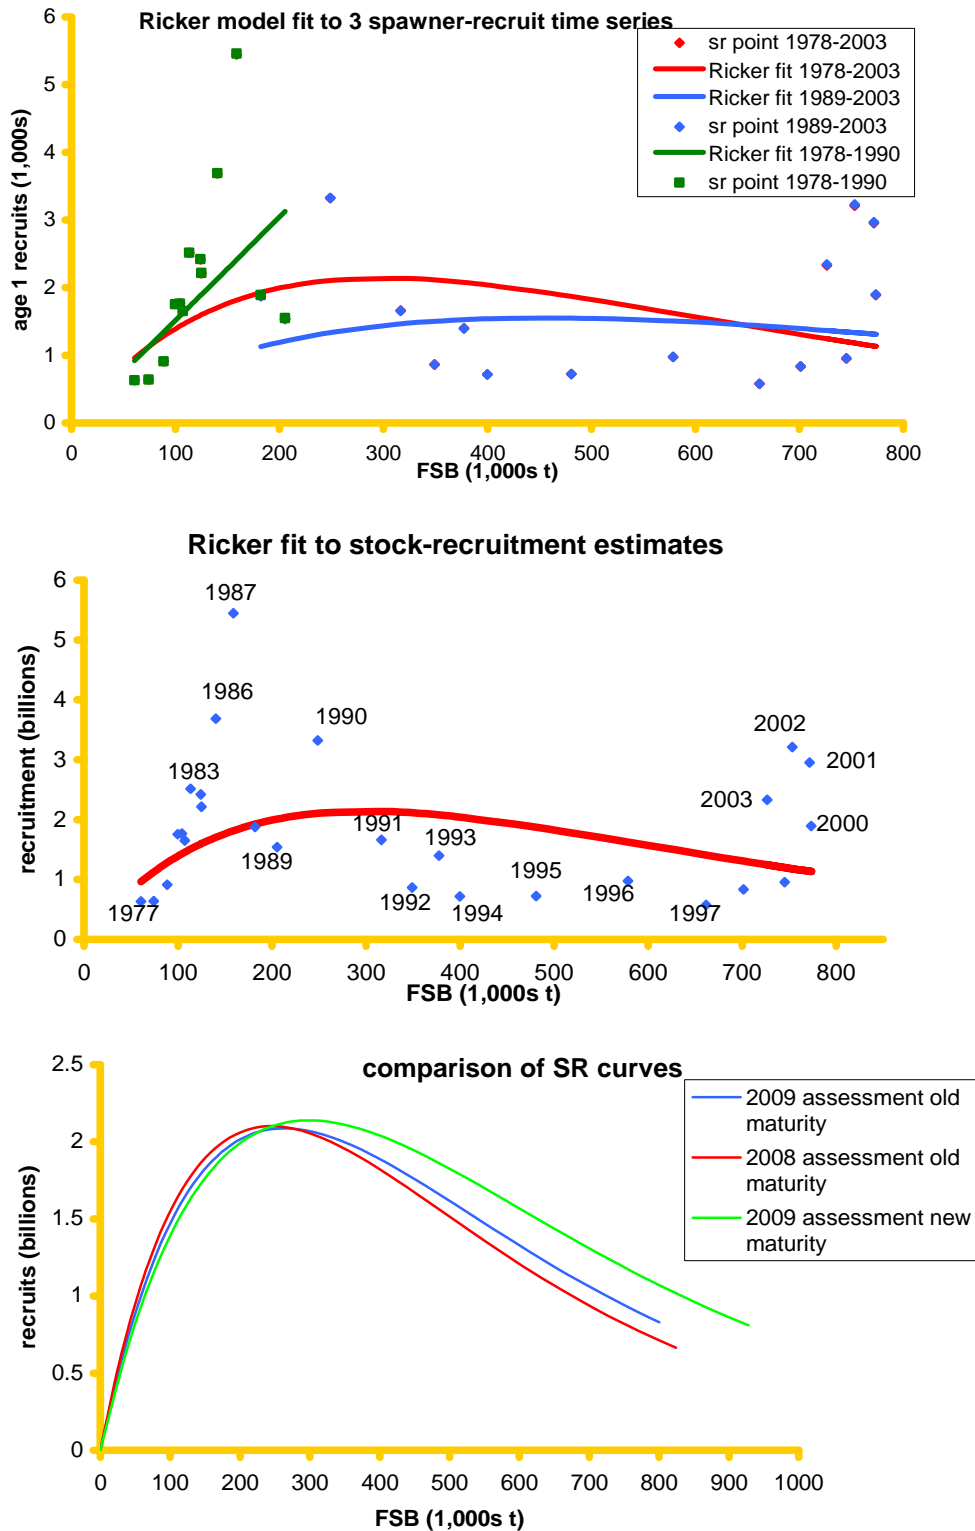 Ricker model fit to 3 spawner-recruit time series
sr point 1978-2003
Ricker fit 1978-2003
Ricker fit 1989-2003
sr point 1989-2003
Ricker fit 1978-1990
sr point 1978-1990
age 1 recruits (1,000s)
6
5
4
3
2
1
0
0 100 200 300 400 500 600 700 800
FSB (1,000s t)
Ricker fit to stock-recruitment estimates
recruitment (billions)
6
5
4
3
2
1
0
1987
1986
1990
1983
2002
2001
2003
2000
1991
1993
1989
1995
1992
1996
1977
1994
1997
0 100 200 300 400 500 600 700 800
FSB (1,000s t)
comparison of SR curves
2009 assessment old
maturity
2008 assessment old
maturity
2009 assessment new
maturity
recruits (billions)
2.5
2
1.5
1
0.5
0
0 100 200 300 400 500 600 700 800 900 1000
FSB (1,000s t)